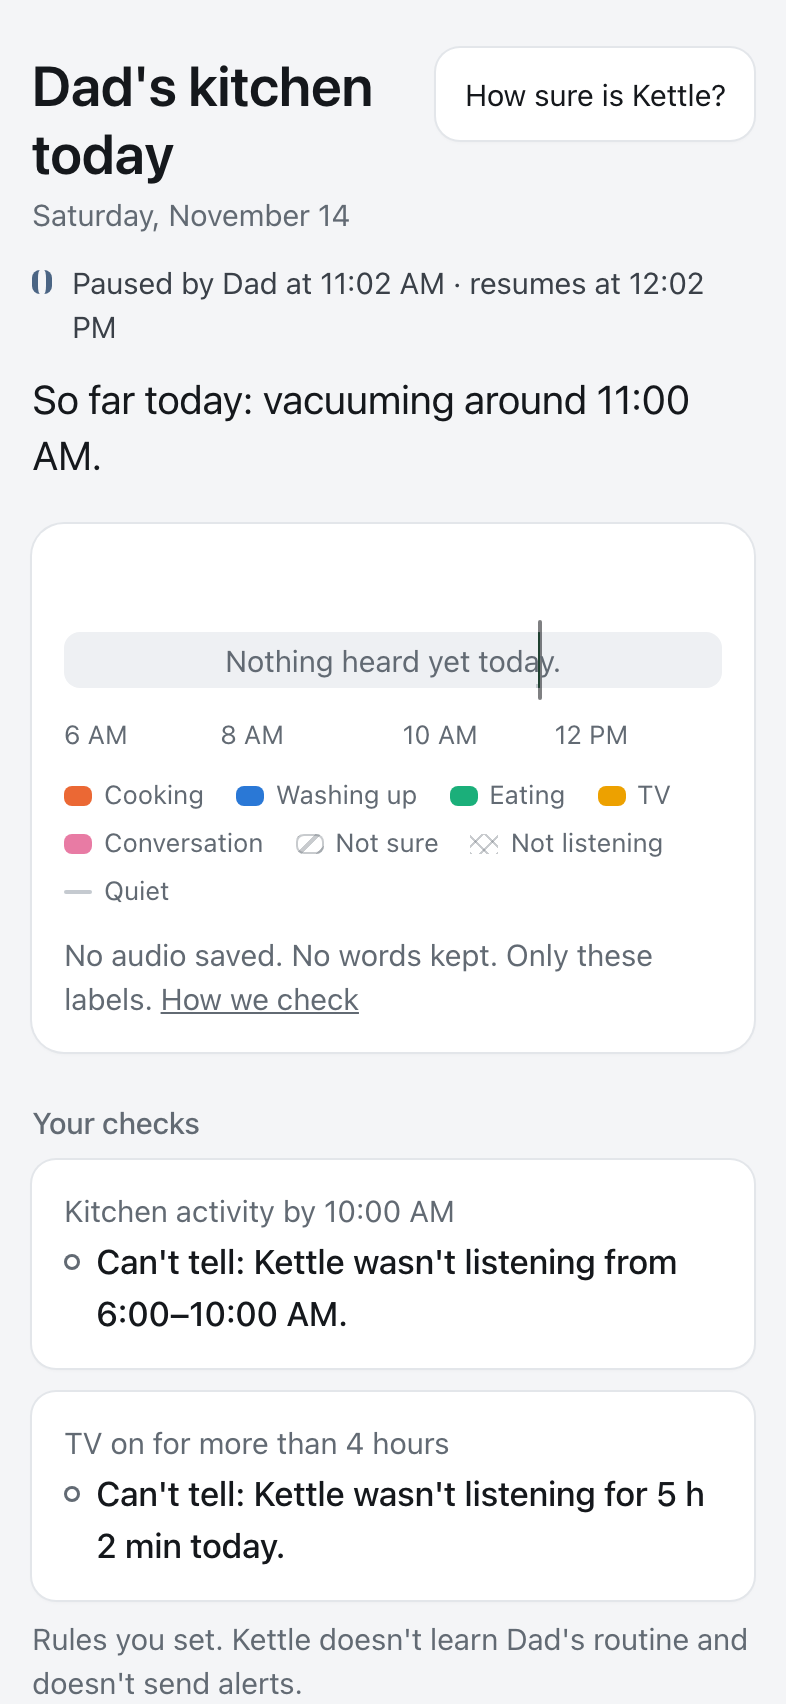 Dad's kitchen
today
How sure is Kettle?
Saturday, November 14
Paused by Dad at 11:02 AM · resumes at 12:02
PM
So far today: vacuuming around 11:00
AM.
Nothing heard yet today.
6 AM 8 AM 10 AM 12 PM
Cooking Washing up Eating TV
Conversation Not sure Not listening
Quiet
No audio saved. No words kept. Only these
labels. How we check
Your checks
Kitchen activity by 10:00 AM
Can't tell: Kettle wasn't listening from
6:00–10:00 AM.
TV on for more than 4 hours
Can't tell: Kettle wasn't listening for 5 h
2 min today.
Rules you set. Kettle doesn't learn Dad's routine and
doesn't send alerts.